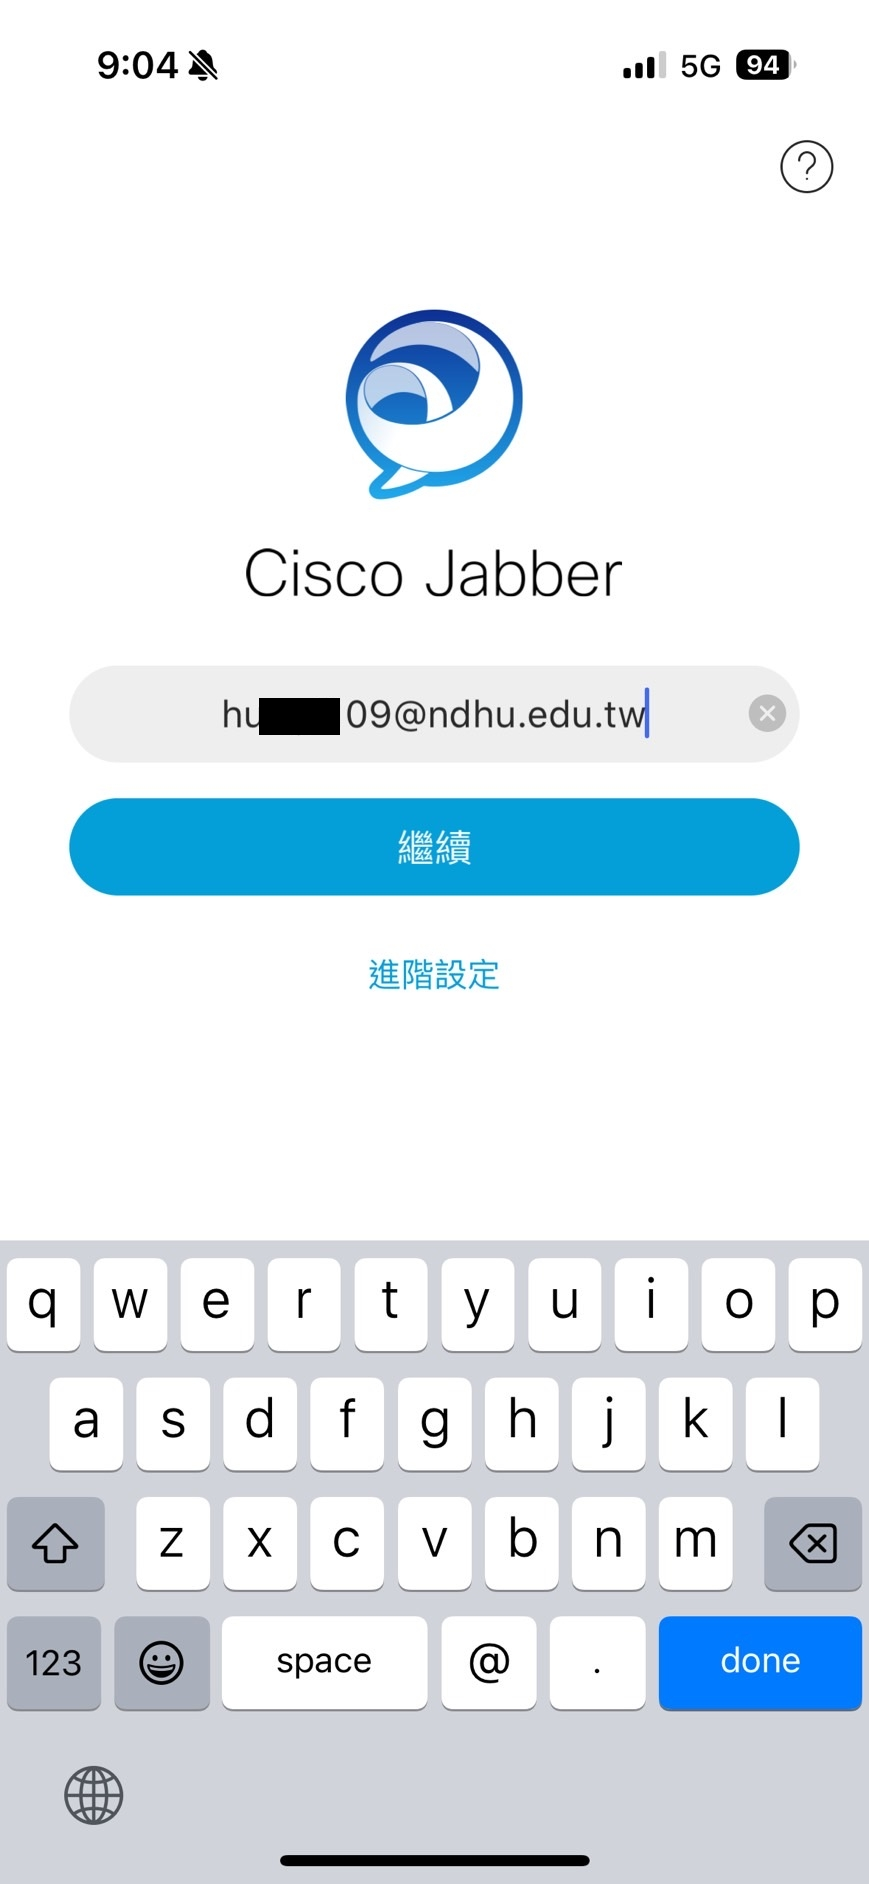 9:04
5G 94
?
Cisco Jabber
hu 09@ndhu.edu.tw
繼續
進階設定
q w e r t y u i o p
a s d f g h j k l
z x c v b n m
123 space @ . done